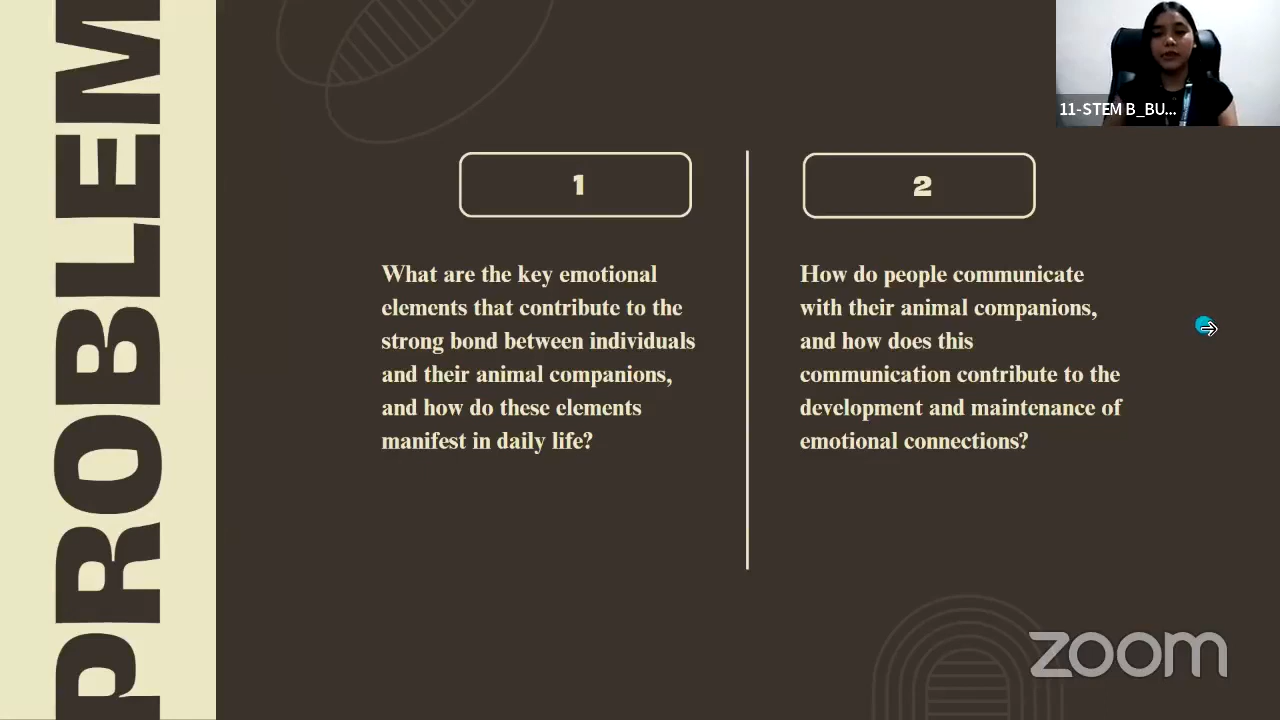 PROBLEM
11-STEM B_BU...
1
What are the key emotional
elements that contribute to the
strong bond between individuals
and their animal companions,
and how do these elements
manifest in daily life?
2
How do people communicate
with their animal companions,
and how does this
communication contribute to the
development and maintenance of
emotional connections?
zoom